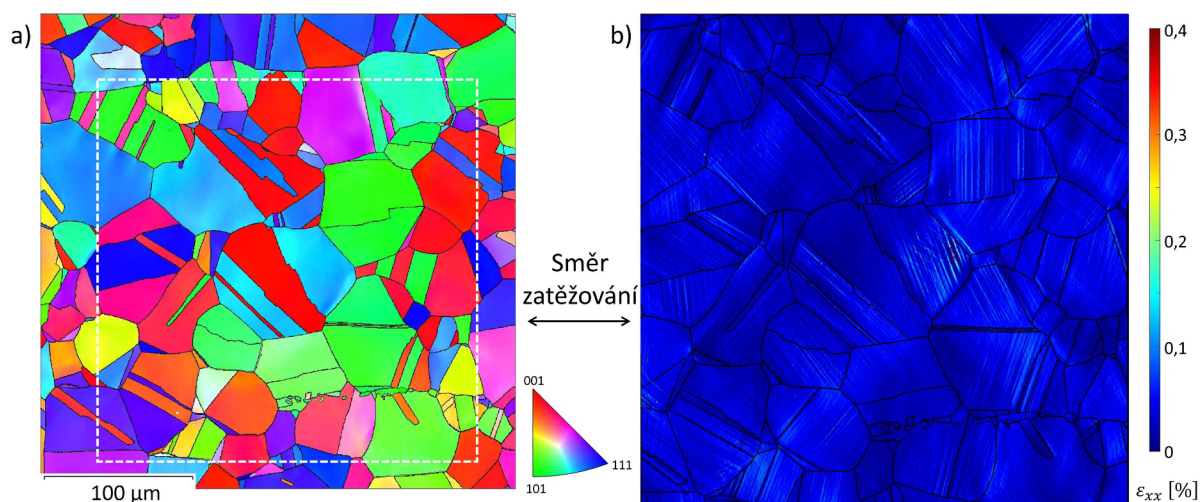 a)
b)
Směr
zatěžování
001
111
101
100 µm
0,4
0,3
0,2
0,1
0
εxx [%]